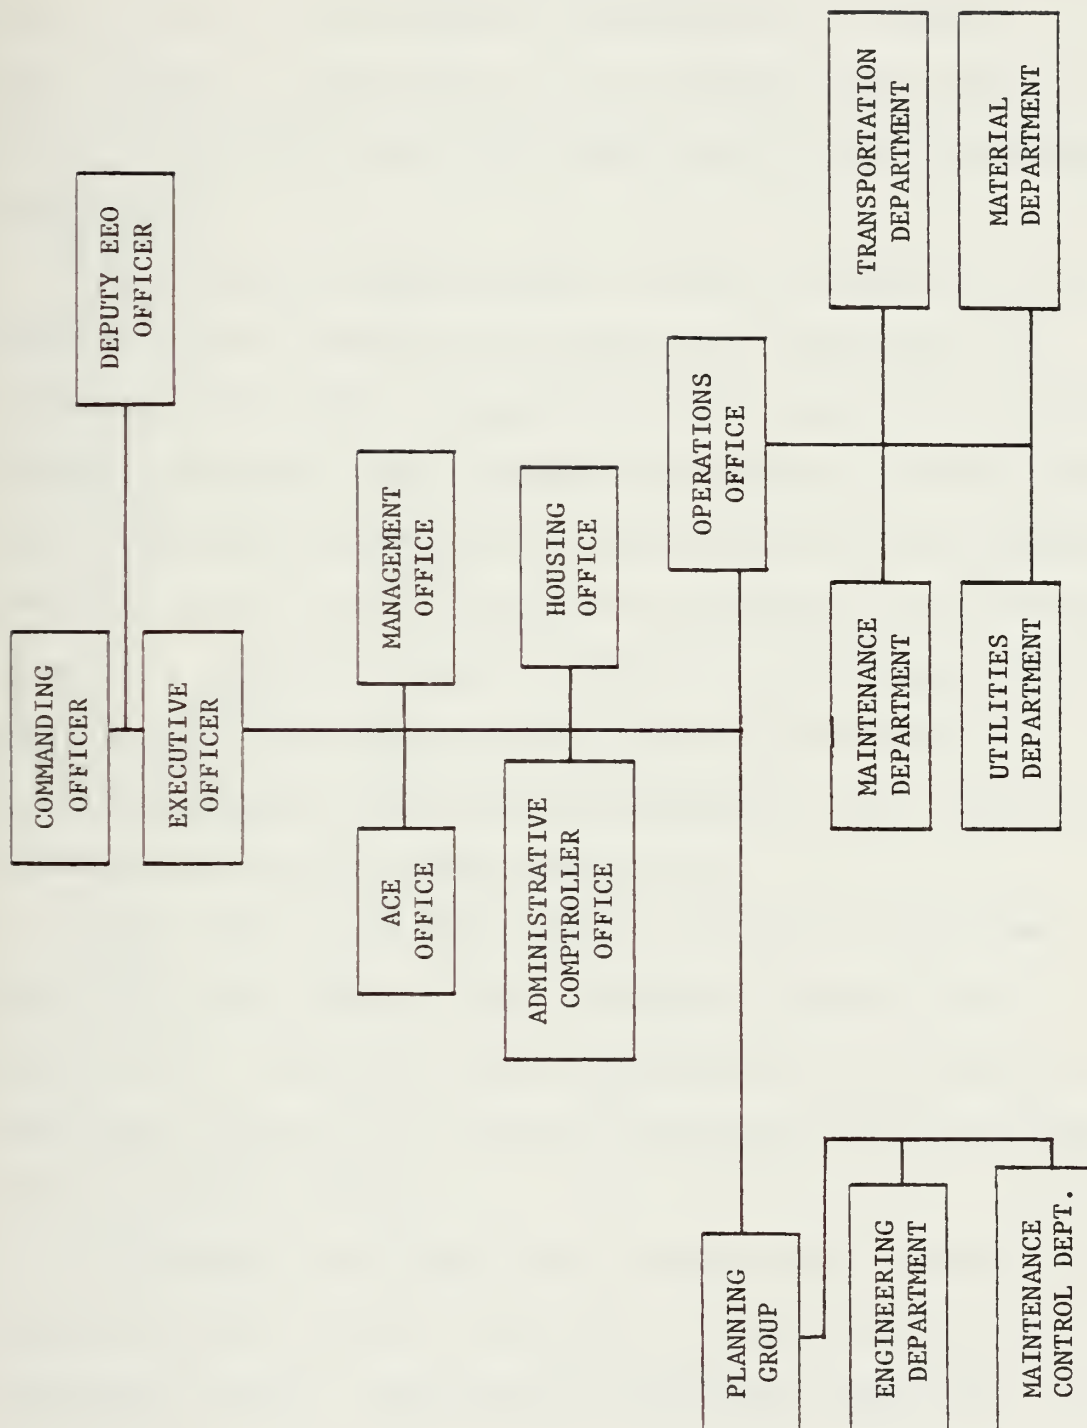 COMMANDING
OFFICER
DEPUTY EEO
OFFICER
EXECUTIVE
OFFICER
ACE
OFFICE
MANAGEMENT
OFFICE
ADMINISTRATIVE
COMPTROLLER
OFFICE
HOUSING
OFFICE
PLANNING
GROUP
OPERATIONS
OFFICE
ENGINEERING
DEPARTMENT
MAINTENANCE
CONTROL DEPT.
MAINTENANCE
DEPARTMENT
TRANSPORTATION
DEPARTMENT
UTILITIES
DEPARTMENT
MATERIAL
DEPARTMENT